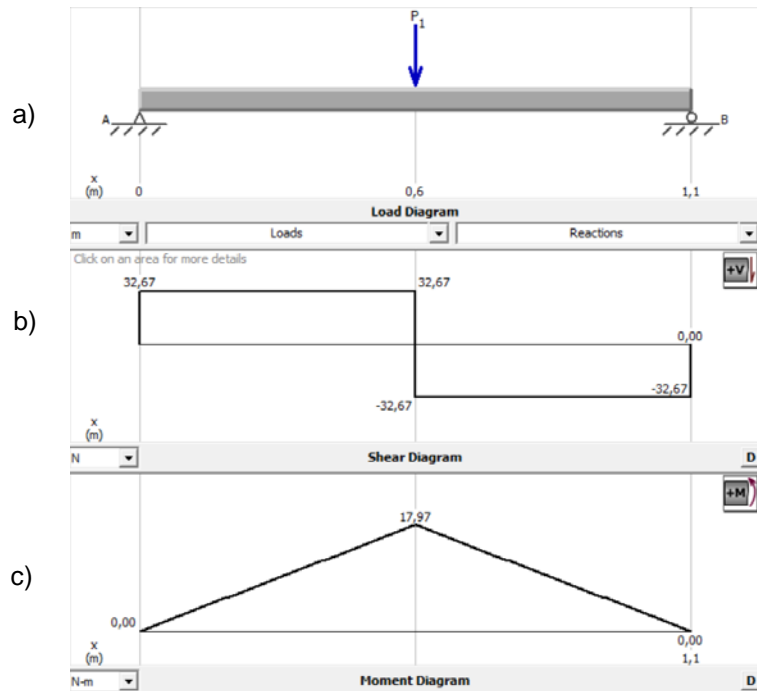 P1
a)
A
B
x
(m) 0 0,6 1,1
Load Diagram
m Loads Reactions
Click on an area for more details
+V
32,67 32,67
b)
0,00
-32,67 -32,67
x
(m)
N Shear Diagram D
+M
17,97
c)
0,00
0,00
x
(m) 1,1
N-m Moment Diagram D